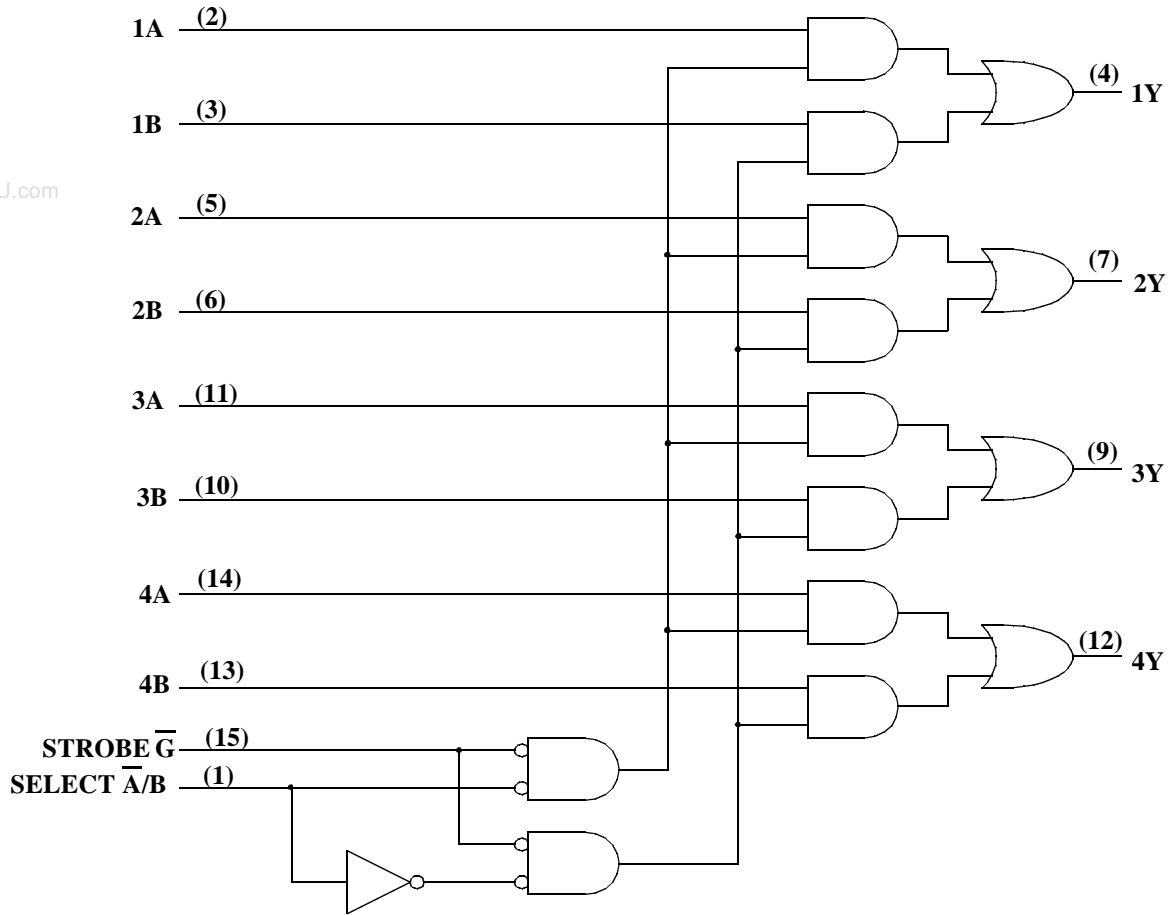 1A (2)
(4) 1Y
1B (3)
J.com
2A (5)
(7) 2Y
2B (6)
3A (11)
(9) 3Y
3B (10)
4A (14)
(12) 4Y
4B (13)
STROBE G̅ (15)
SELECT A̅/B (1)